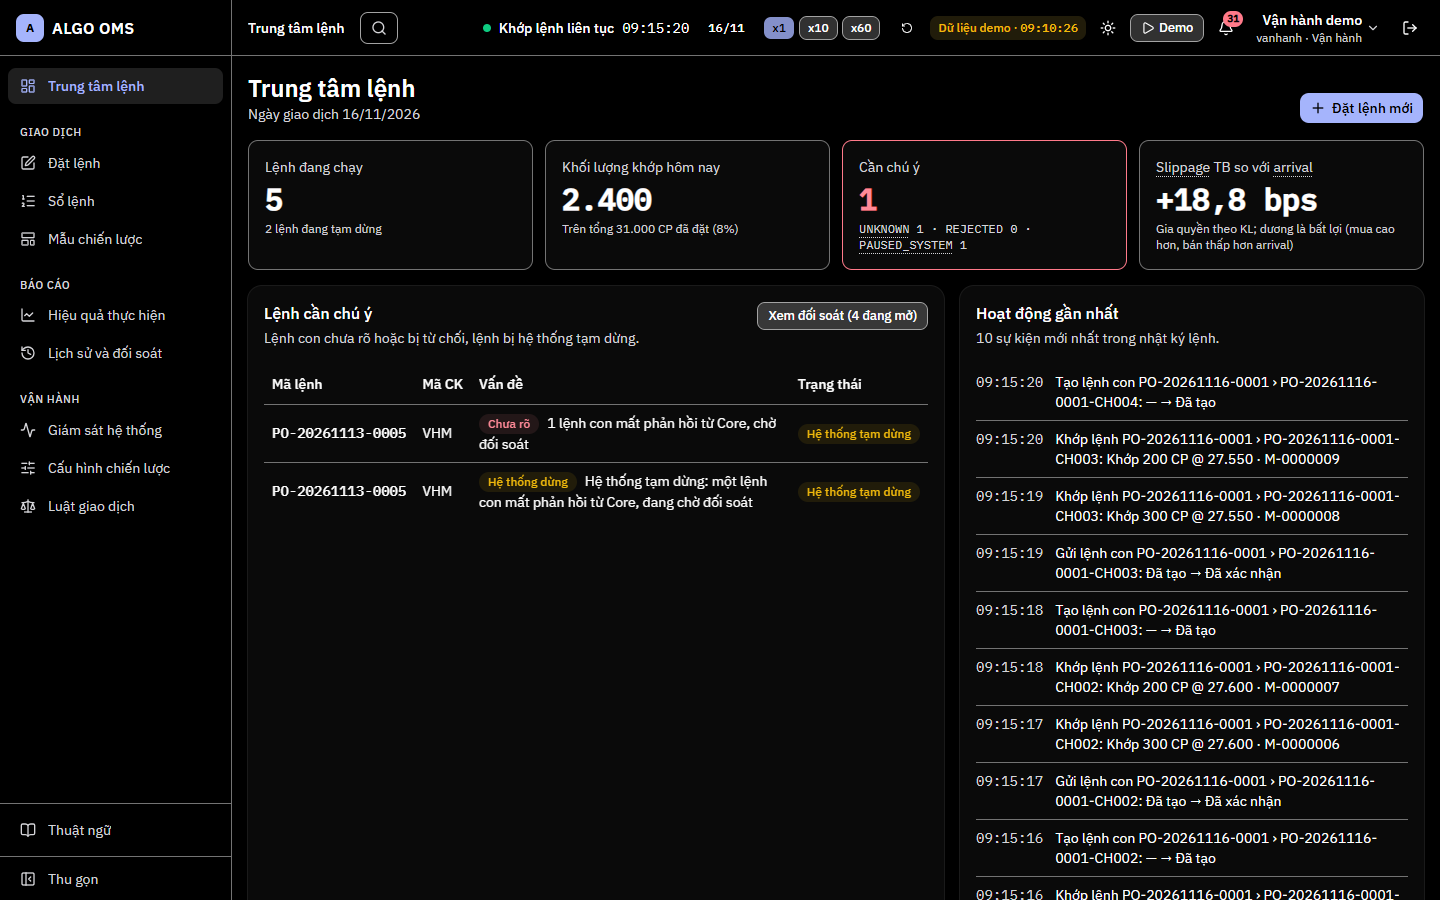 A ALGO OMS
Trung tâm lệnh
Khớp lệnh liên tục 09:15:20 16/11 x1 x10 x60 Dữ liệu demo · 09:10:26 Demo 31
Vận hành demo
vanhanh · Vận hành
Trung tâm lệnh
GIAO DỊCH
Đặt lệnh
Sổ lệnh
Mẫu chiến lược
BÁO CÁO
Hiệu quả thực hiện
Lịch sử và đối soát
VẬN HÀNH
Giám sát hệ thống
Cấu hình chiến lược
Luật giao dịch
Thuật ngữ
Thu gọn
Trung tâm lệnh
Ngày giao dịch 16/11/2026
Đặt lệnh mới
Lệnh đang chạy
5
2 lệnh đang tạm dừng
Khối lượng khớp hôm nay
2.400
Trên tổng 31.000 CP đã đặt (8%)
Cần chú ý
1
UNKNOWN 1 · REJECTED 0 ·
PAUSED_SYSTEM 1
Slippage TB so với arrival
+18,8 bps
Gia quyền theo KL; dương là bất lợi (mua cao
hơn, bán thấp hơn arrival)
Lệnh cần chú ý
Lệnh con chưa rõ hoặc bị từ chối, lệnh bị hệ thống tạm dừng.
Xem đối soát (4 đang mở)
Mã lệnh Mã CK Vấn đề Trạng thái
PO-20261113-0005 VHM Chưa rõ 1 lệnh con mất phản hồi từ Core, chờ
đối soát
Hệ thống tạm dừng
PO-20261113-0005 VHM Hệ thống dừng Hệ thống tạm dừng: một lệnh
con mất phản hồi từ Core, đang chờ đối soát
Hệ thống tạm dừng
Hoạt động gần nhất
10 sự kiện mới nhất trong nhật ký lệnh.
09:15:20 Tạo lệnh con PO-20261116-0001 › PO-20261116-
0001-CH004: — → Đã tạo
09:15:20 Khớp lệnh PO-20261116-0001 › PO-20261116-0001-
CH003: Khớp 200 CP @ 27.550 · M-0000009
09:15:19 Khớp lệnh PO-20261116-0001 › PO-20261116-0001-
CH003: Khớp 300 CP @ 27.550 · M-0000008
09:15:19 Gửi lệnh con PO-20261116-0001 › PO-20261116-
0001-CH003: Đã tạo → Đã xác nhận
09:15:18 Tạo lệnh con PO-20261116-0001 › PO-20261116-
0001-CH003: — → Đã tạo
09:15:18 Khớp lệnh PO-20261116-0001 › PO-20261116-0001-
CH002: Khớp 200 CP @ 27.600 · M-0000007
09:15:17 Khớp lệnh PO-20261116-0001 › PO-20261116-0001-
CH002: Khớp 300 CP @ 27.600 · M-0000006
09:15:17 Gửi lệnh con PO-20261116-0001 › PO-20261116-
0001-CH002: Đã tạo → Đã xác nhận
09:15:16 Tạo lệnh con PO-20261116-0001 › PO-20261116-
0001-CH002: — → Đã tạo
09:15:16 Khớp lệnh PO-20261116-0001 › PO-20261116-0001-